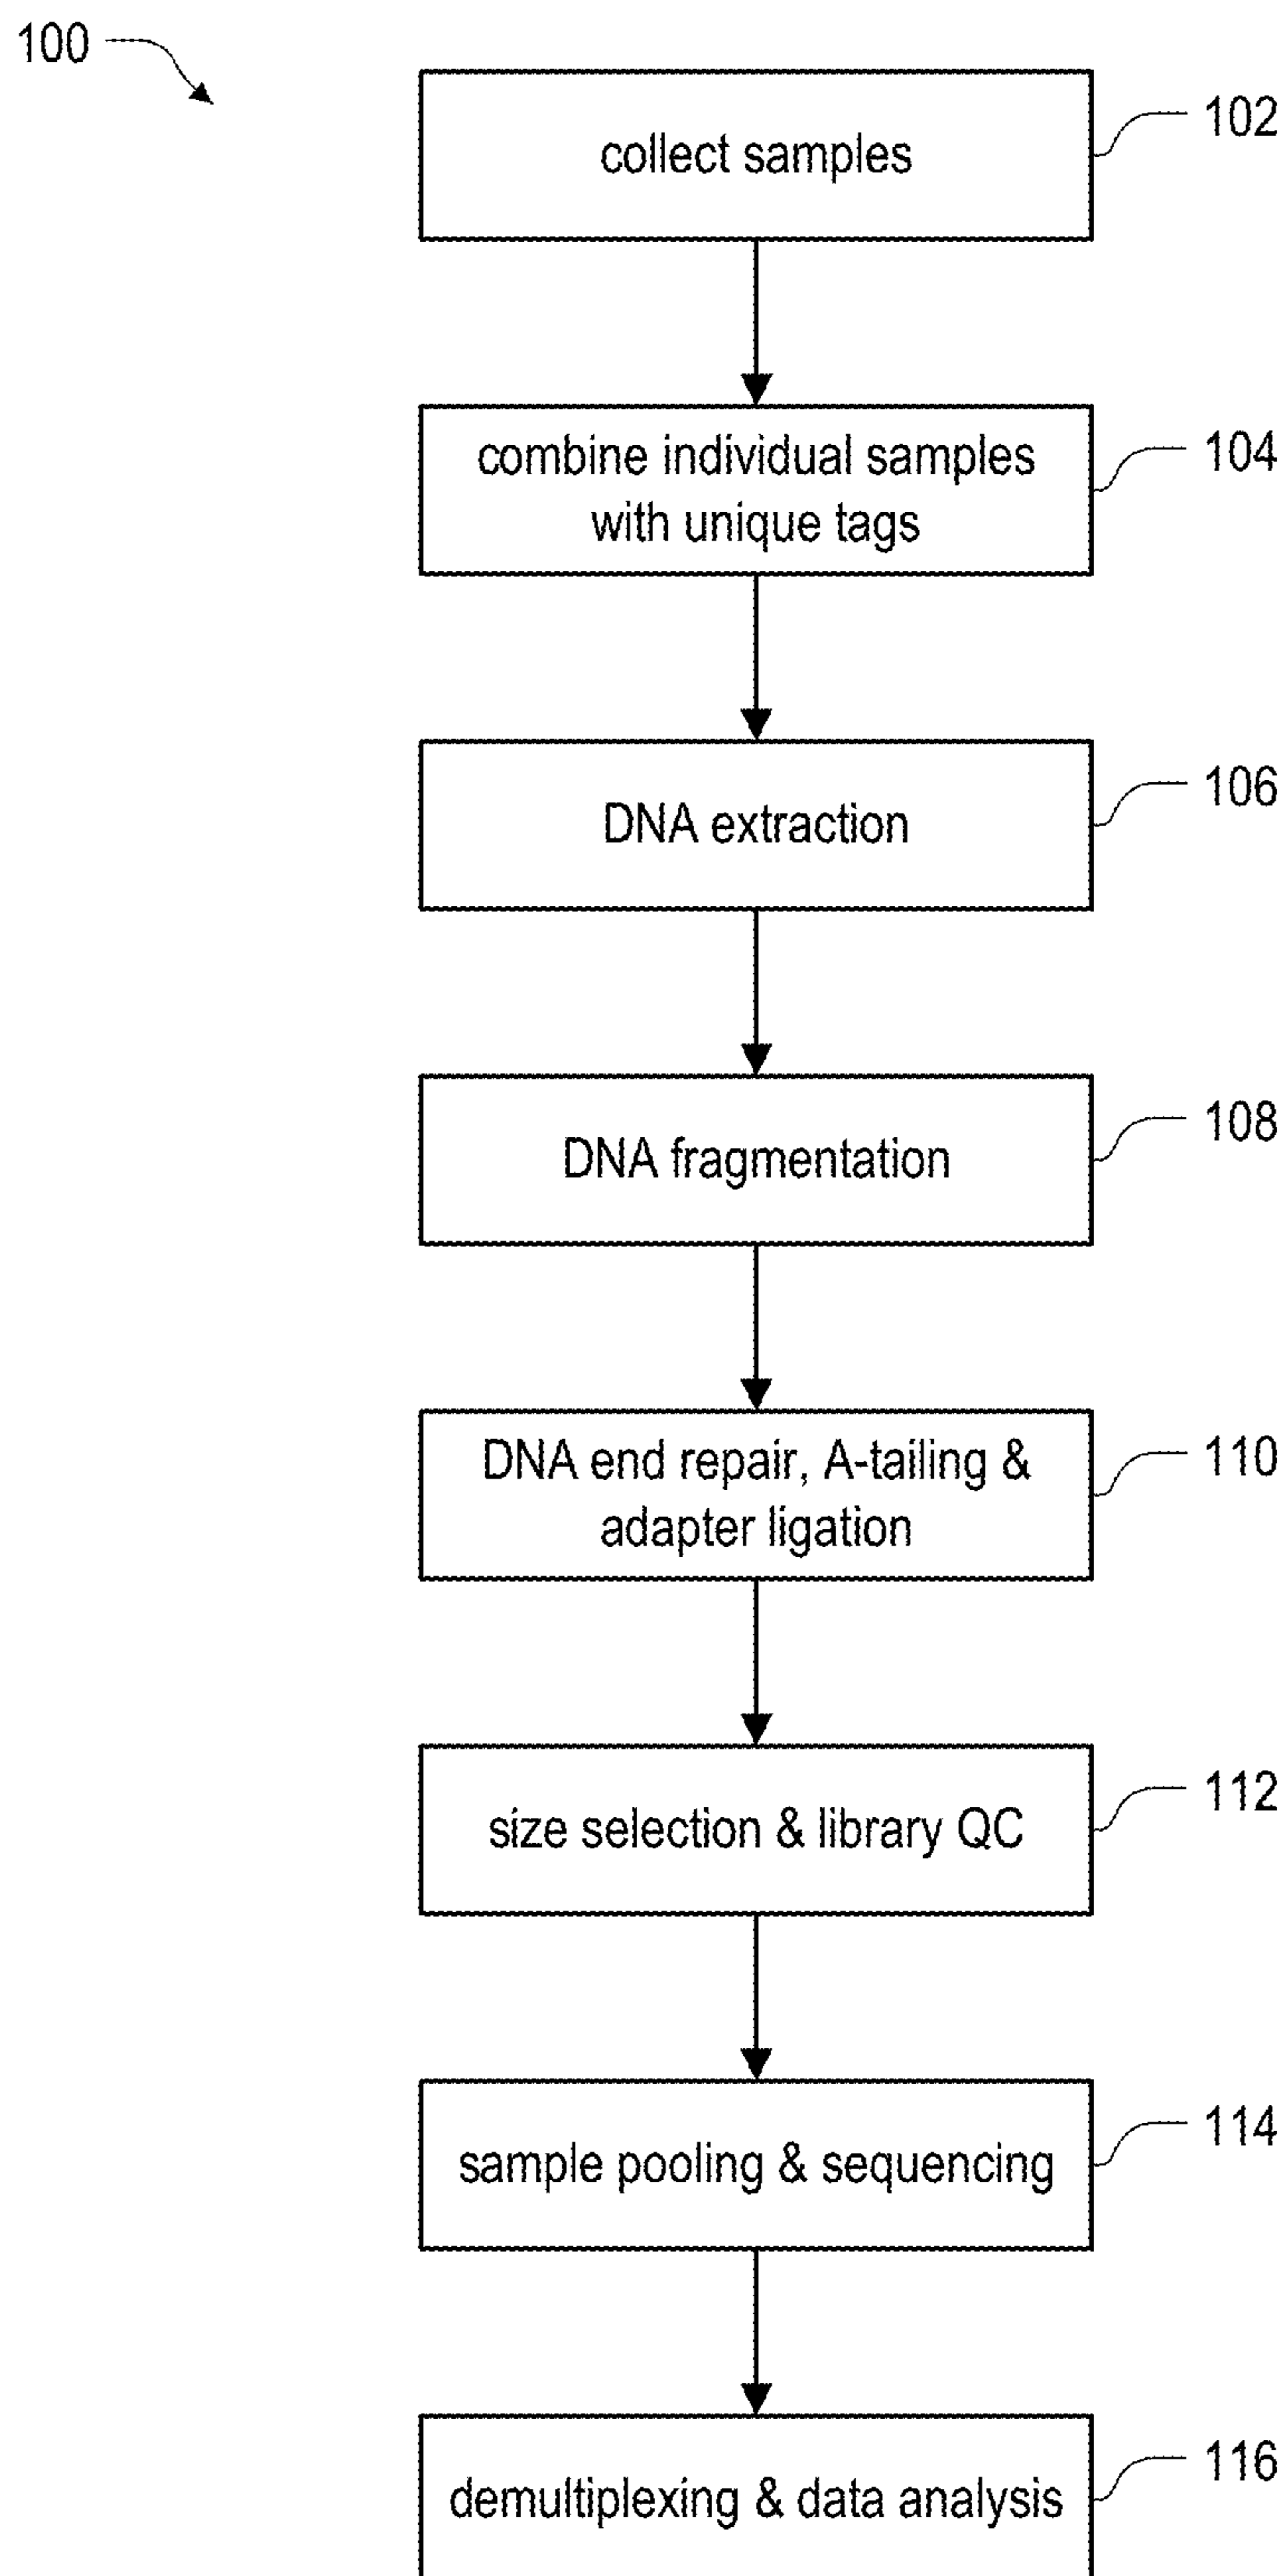 100
collect samples
102
combine individual samples
with unique tags
104
DNA extraction
106
DNA fragmentation
108
DNA end repair, A-tailing &
adapter ligation
110
size selection & library QC
112
sample pooling & sequencing
114
demultiplexing & data analysis
116